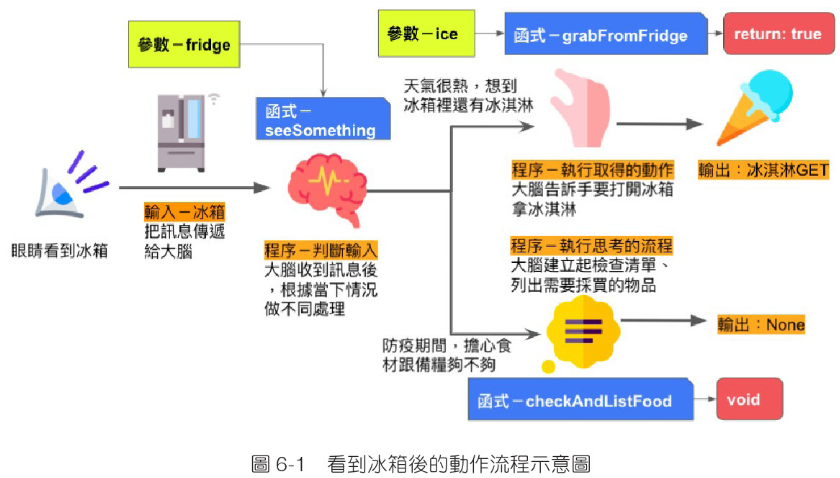 參數－fridge
參數－ice
函式－grabFromFridge
return: true
函式－
seeSomething
天氣很熱，想到
冰箱裡還有冰淇淋
眼睛看到冰箱
輸入－冰箱
把訊息傳遞
給大腦
程序－判斷輸入
大腦收到訊息後
，根據當下情況
做不同處理
程序－執行取得的動作
大腦告訴手要打開冰箱
拿冰淇淋
輸出：冰淇淋GET
程序－執行思考的流程
大腦建立起檢查清單、
列出需要採買的物品
防疫期間，擔心食
材跟備糧夠不夠
輸出：None
函式－checkAndListFood
void
圖 6-1　看到冰箱後的動作流程示意圖